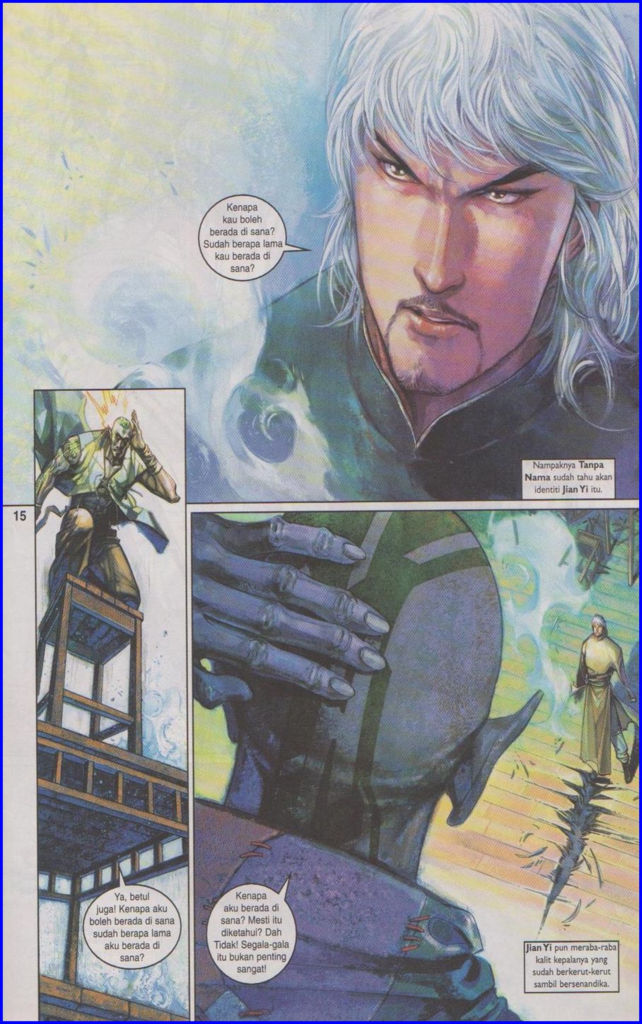 Kenapa
kau boleh
berada di sana?
Sudah berapa lama
kau berada di
sana?
Nampaknya Tanpa
Nama sudah tahu akan
identiti Jian Yi itu.
15
Ya, betul
juga! Kenapa aku
boleh berada di sana
sudah berapa lama
aku berada di
sana?
Kenapa
aku berada di
sana? Mesti itu
diketahui? Dah
Tidak! Segala-gala
itu bukan penting
sangat!
Jian Yi pun meraba-raba
kalit kepalanya yang
sudah berkerut-kerut
sambil bersenandika.